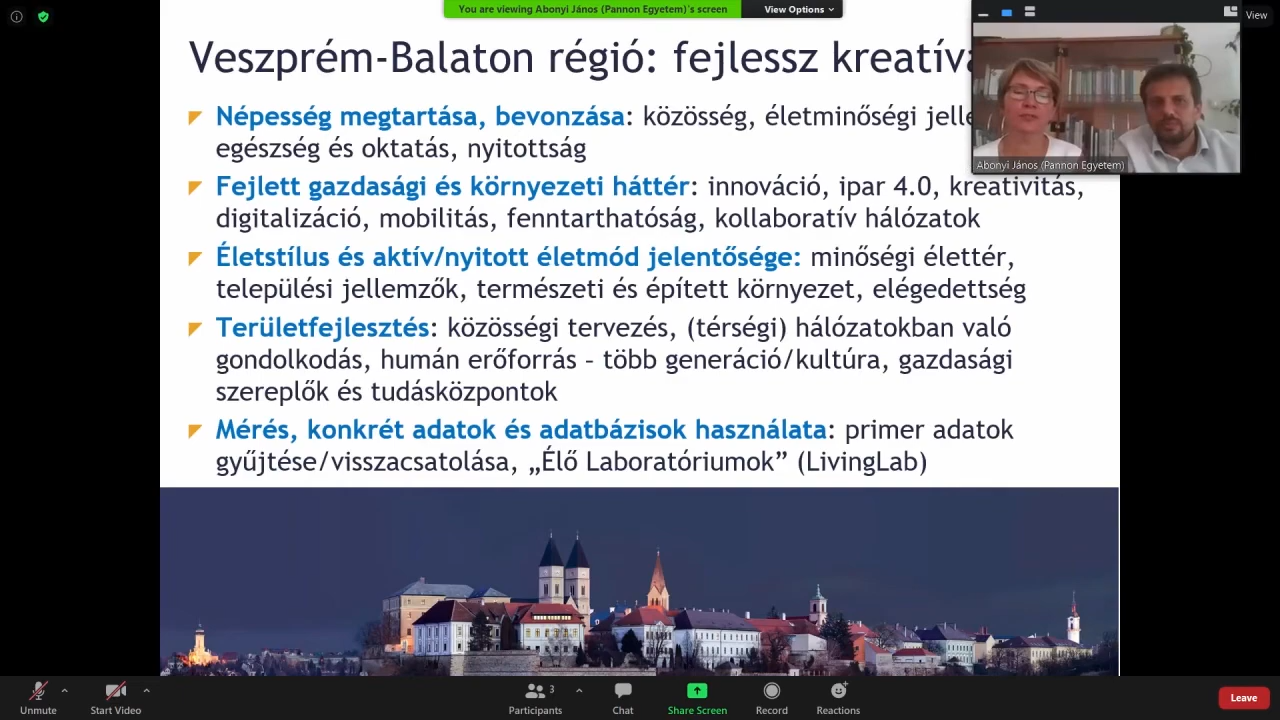 You are viewing Abonyi János (Pannon Egyetem)'s screen
View Options
View
Veszprém-Balaton régió: fejlessz
Népesség megtartása, bevonzása: közösség, életminőségi
egészség és oktatás, nyitottság
Abonyi János (Pannon Egyetem)
Fejlett gazdasági és környezeti háttér: innováció, ipar 4.0, kreativitás,
digitalizáció, mobilitás, fenntarthatóság, kollaboratív hálózatok
Életstílus és aktív/nyitott életmód jelentősége: minőségi élettér,
települési jellemzők, természeti és épített környezet, elégedettség
Területfejlesztés: közösségi tervezés, (térségi) hálózatokban való
gondolkodás, humán erőforrás – több generáció/kultúra, gazdasági
szereplők és tudásközpontok
Mérés, konkrét adatok és adatbázisok használata: primer adatok
gyűjtése/visszacsatolása, „Élő Laboratóriumok” (LivingLab)
Unmute
Start Video
Participants 3
Chat
Share Screen
Record
Reactions
Leave